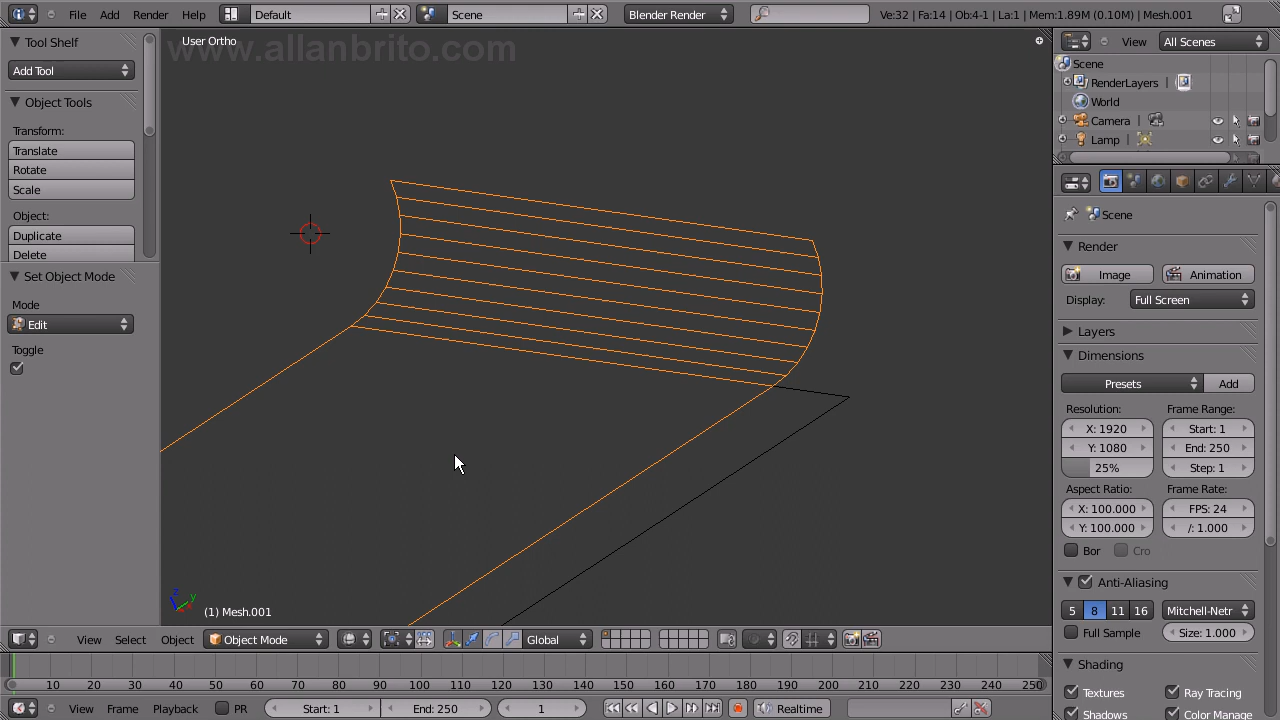 File Add Render Help Default Scene Blender Render Ve:32 | Fa:14 | Ob:4-1 | La:1 | Mem:1.89M (0.10M) | Mesh.001
Tool Shelf
Add Tool
Object Tools
Transform:
Translate
Rotate
Scale
Object:
Duplicate
Delete
Set Object Mode
Mode
Edit
Toggle
www.allanbrito.com
User Ortho
z
y
(1) Mesh.001
View Select Object Object Mode Global
View All Scenes
Scene
RenderLayers |
World
Camera |
Lamp |
Scene
Render
Image Animation
Display: Full Screen
Layers
Dimensions
Presets Add
Resolution: Frame Range:
X: 1920 Start: 1
Y: 1080 End: 250
25% Step: 1
Aspect Ratio: Frame Rate:
X: 100.000 FPS: 24
Y: 100.000 /: 1.000
Bor Cro
Anti-Aliasing
5 8 11 16 Mitchell-Netr
Full Sample Size: 1.000
Shading
Textures Ray Tracing
Shadows Color Manage
10 20 30 40 50 60 70 80 90 100 110 120 130 140 150 160 170 180 190 200 210 220 230 240 250
View Frame Playback PR Start: 1 End: 250 1 Realtime